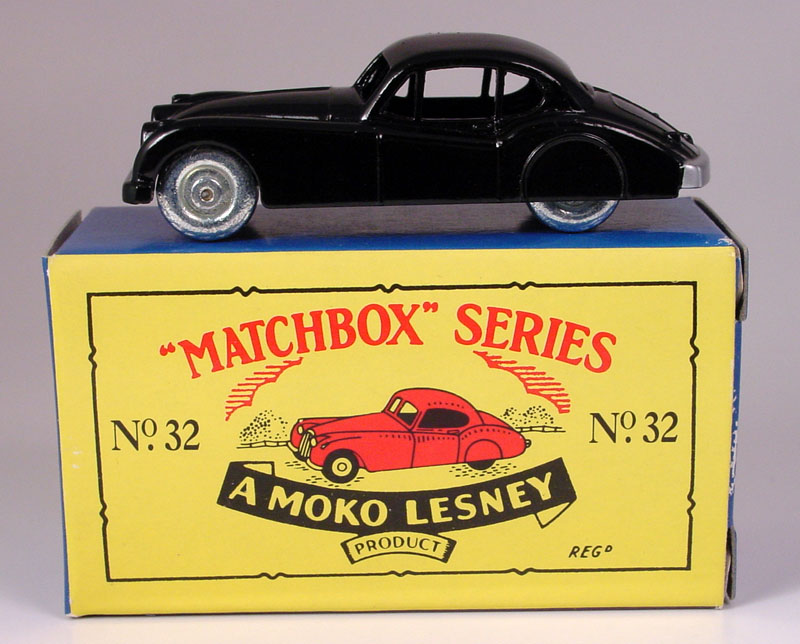 "MATCHBOX" SERIES
No. 32
No. 32
A MOKO LESNEY
PRODUCT
REGD